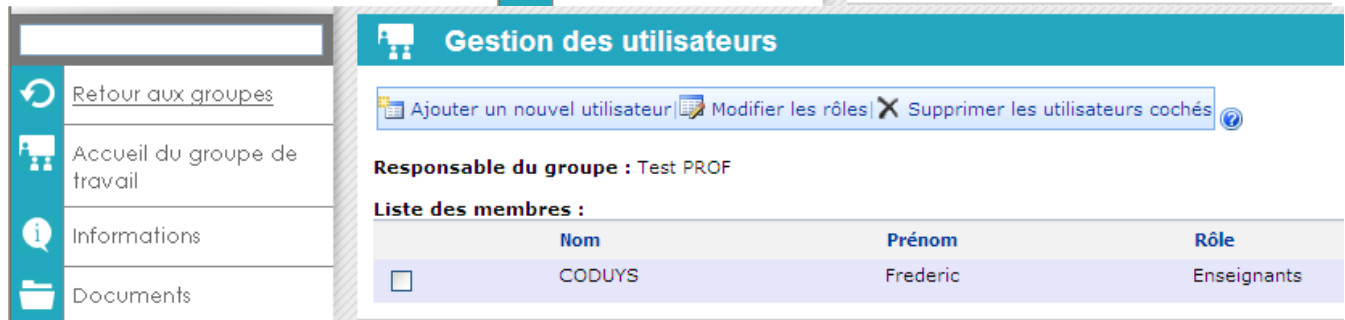 Retour aux groupes
Accueil du groupe de
travail
Informations
Documents
Gestion des utilisateurs
Ajouter un nouvel utilisateur| Modifier les rôles| Supprimer les utilisateurs cochés
Responsable du groupe : Test PROF
Liste des membres :
Nom Prénom Rôle
CODUYS Frederic Enseignants